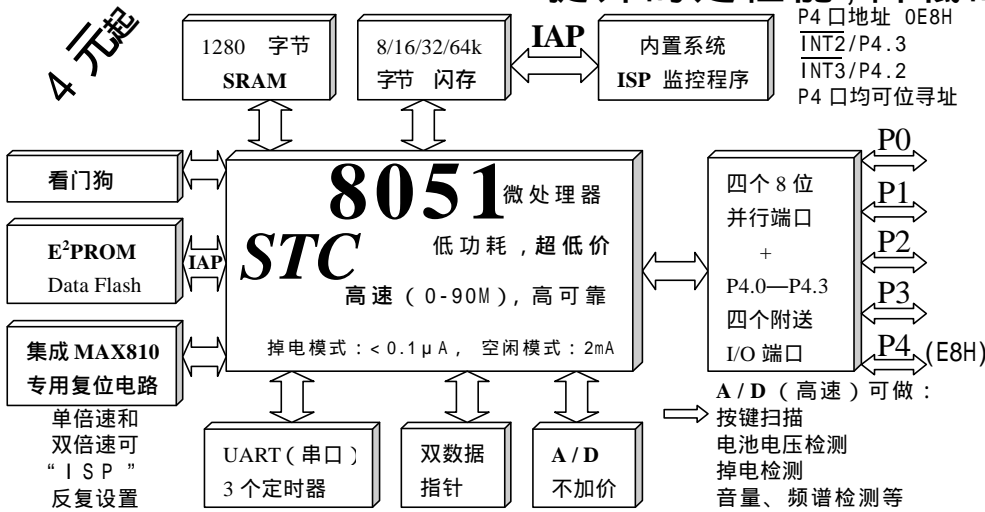 4 元起
1280 字节
SRAM
8/16/32/64k
字节 闪存
IAP
内置系统
ISP 监控程序
P4 口地址 0E8H
INT2/P4.3
INT3/P4.2
P4 口均可位寻址
看门狗
E²PROM
Data Flash
IAP
集成 MAX810
专用复位电路
单倍速和
双倍速可
“ISP”
反复设置
8051 微处理器
STC 低功耗，超低价
高速（0-90M），高可靠
掉电模式：<0.1μA， 空闲模式：2mA
四个 8 位
并行端口
+
P4.0—P4.3
四个附送
I/O 端口
P0
P1
P2
P3
P4 (E8H)
UART（串口）
3 个定时器
双数据
指针
A/D
不加价
A/D（高速）可做：
按键扫描
电池电压检测
掉电检测
音量、频谱检测等